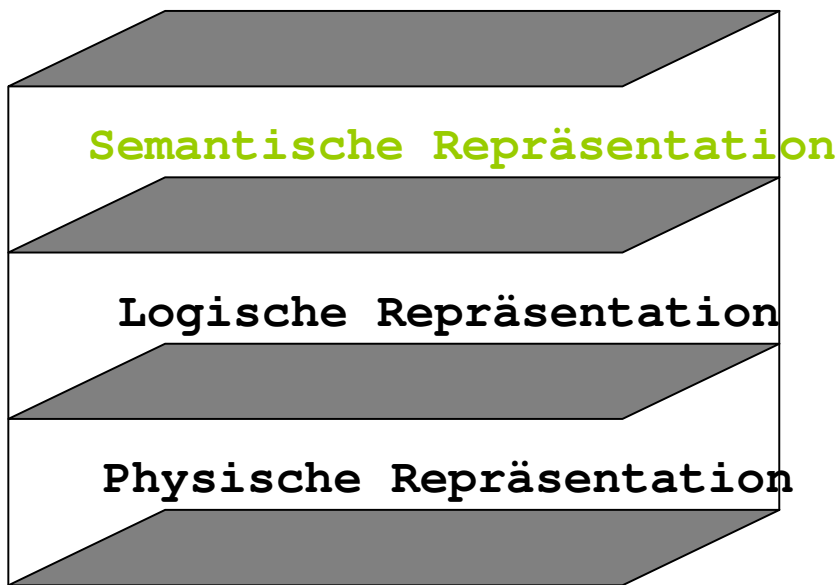 Semantische Repräsentation
Logische Repräsentation
Physische Repräsentation